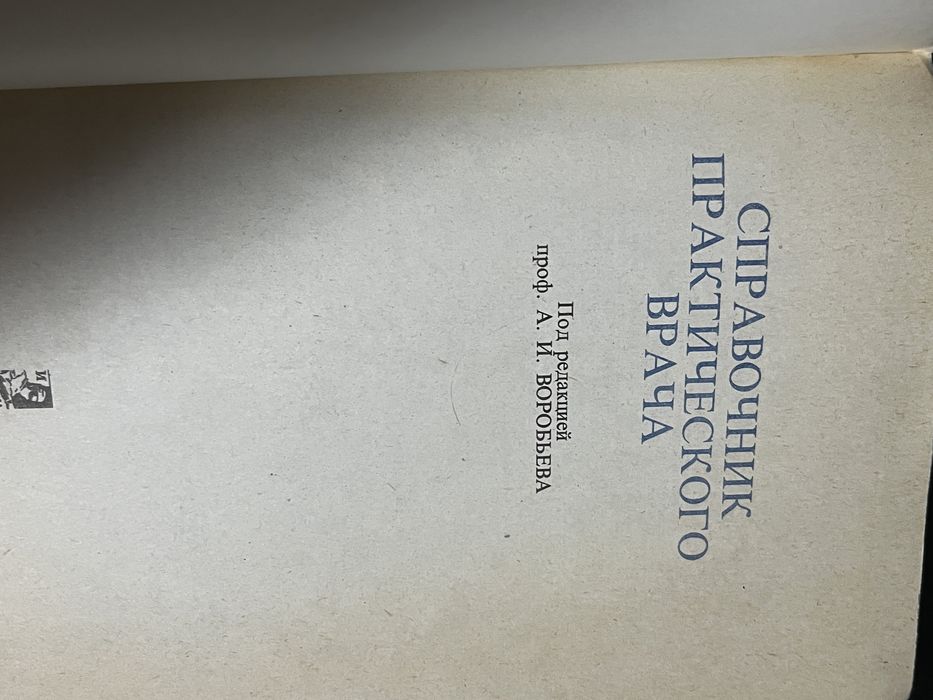 СПРАВОЧНИК
ПРАКТИЧЕСКОГО
ВРАЧА
Под редакцией
проф. А. И. ВОРОБЬЕВА